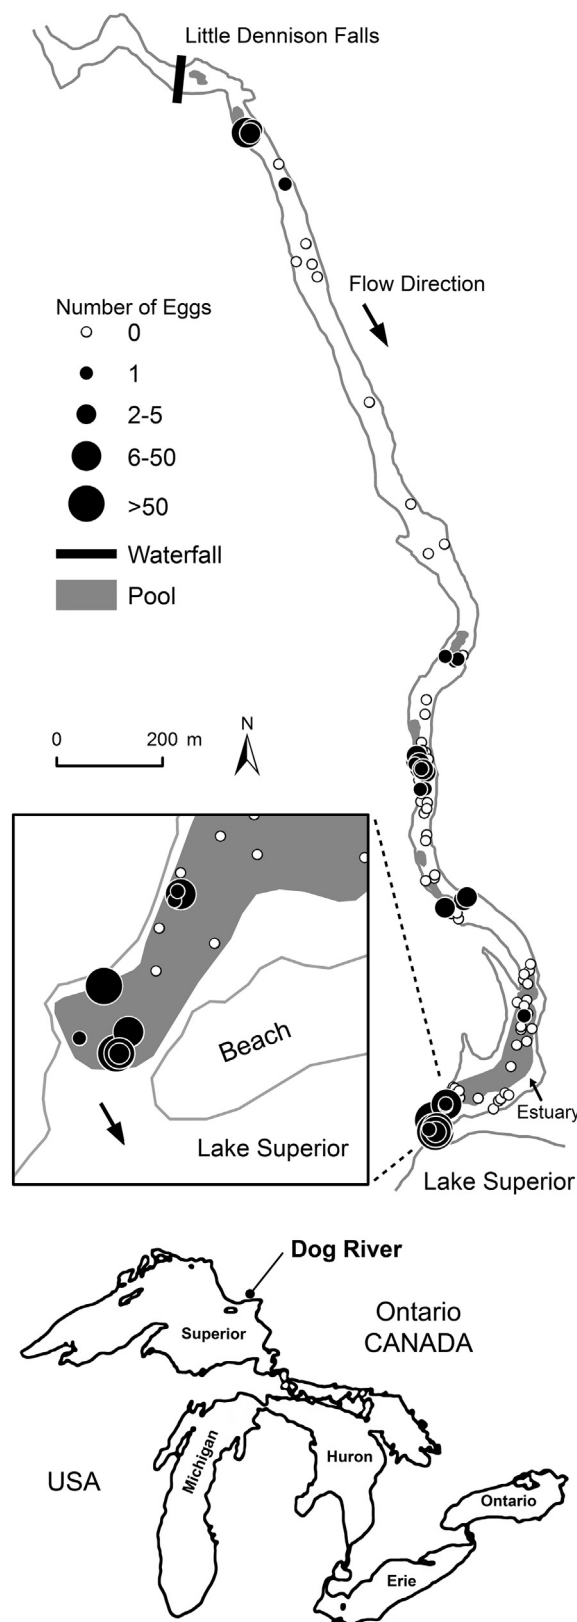 Little Dennison Falls
Flow Direction
Number of Eggs
0
1
2-5
6-50
>50
Waterfall
Pool
N
0 200 m
Beach
Lake Superior
Estuary
Lake Superior
Dog River
Ontario
CANADA
Superior
USA
Michigan
Huron
Ontario
Erie